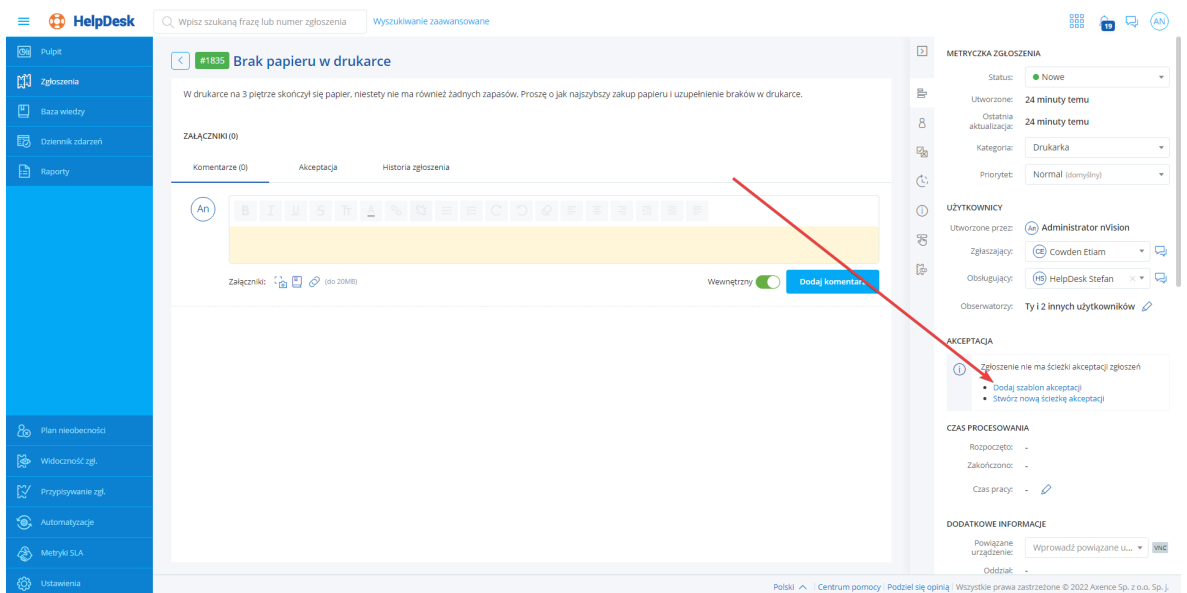 HelpDesk
Wpisz szukaną frazę lub numer zgłoszenia
Wyszukiwanie zaawansowane
19
AN
Pulpit
Zgłoszenia
Baza wiedzy
Dziennik zdarzeń
Raporty
Plan nieobecności
Widoczność zgł.
Przypisywanie zgł.
Automatyzacje
Metryki SLA
Ustawienia
#1835 Brak papieru w drukarce
W drukarce na 3 piętrze skończył się papier, niestety nie ma również żadnych zapasów. Proszę o jak najszybszy zakup papieru i uzupełnienie braków w drukarce.
ZAŁĄCZNIKI (0)
Komentarze (0) Akceptacja Historia zgłoszenia
An
Załączniki: (do 20MB)
Wewnętrzny
Dodaj komentarz
METRYCZKA ZGŁOSZENIA
Status: Nowe
Utworzone: 24 minuty temu
Ostatnia aktualizacja: 24 minuty temu
Kategoria: Drukarka
Priorytet: Normal (domyślny)
UŻYTKOWNICY
Utworzone przez: An Administrator nVision
Zgłaszający: CE Cowden Etiam
Obsługujący: HS HelpDesk Stefan
Obserwatorzy: Ty i 2 innych użytkowników
AKCEPTACJA
Zgłoszenie nie ma ścieżki akceptacji zgłoszeń
Dodaj szablon akceptacji
Stwórz nową ścieżkę akceptacji
CZAS PROCESOWANIA
Rozpoczęto: -
Zakończono: -
Czas pracy: -
DODATKOWE INFORMACJE
Powiązane urządzenie: Wprowadź powiązane u... VNC
Oddział: -
Polski Centrum pomocy | Podziel się opinią | Wszystkie prawa zastrzeżone © 2022 Axence Sp. z o.o. Sp. j.